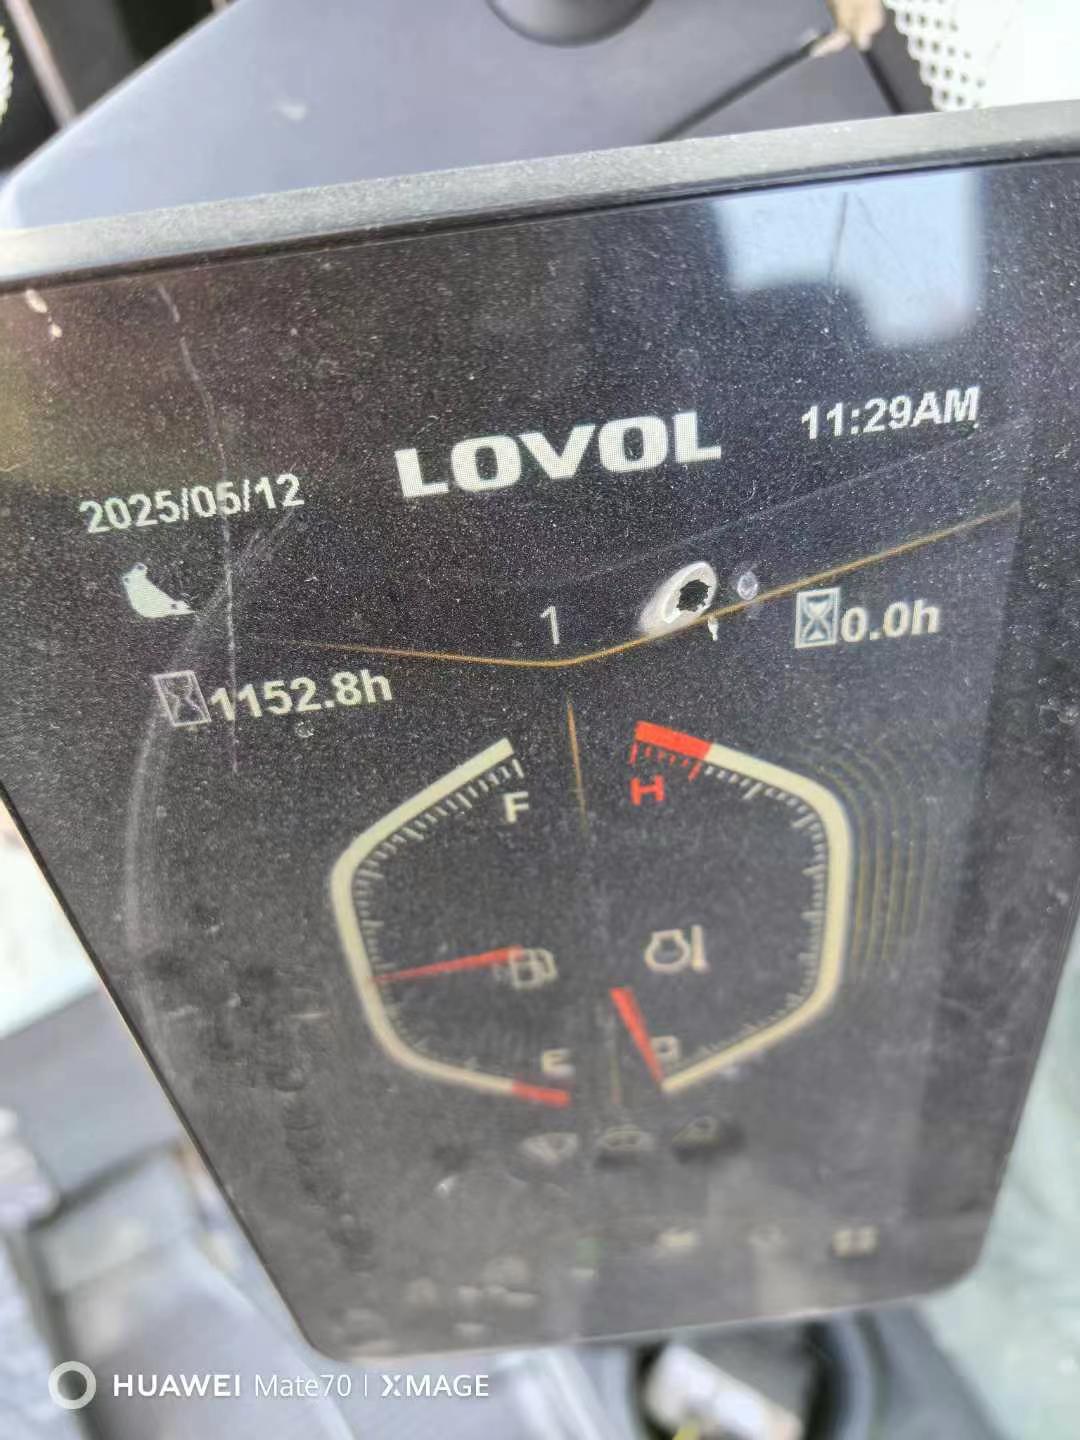 LOVOL
11:29AM
2025/05/12
1
0.0h
1152.8h
F
H
E
HUAWEI Mate70 | XMAGE